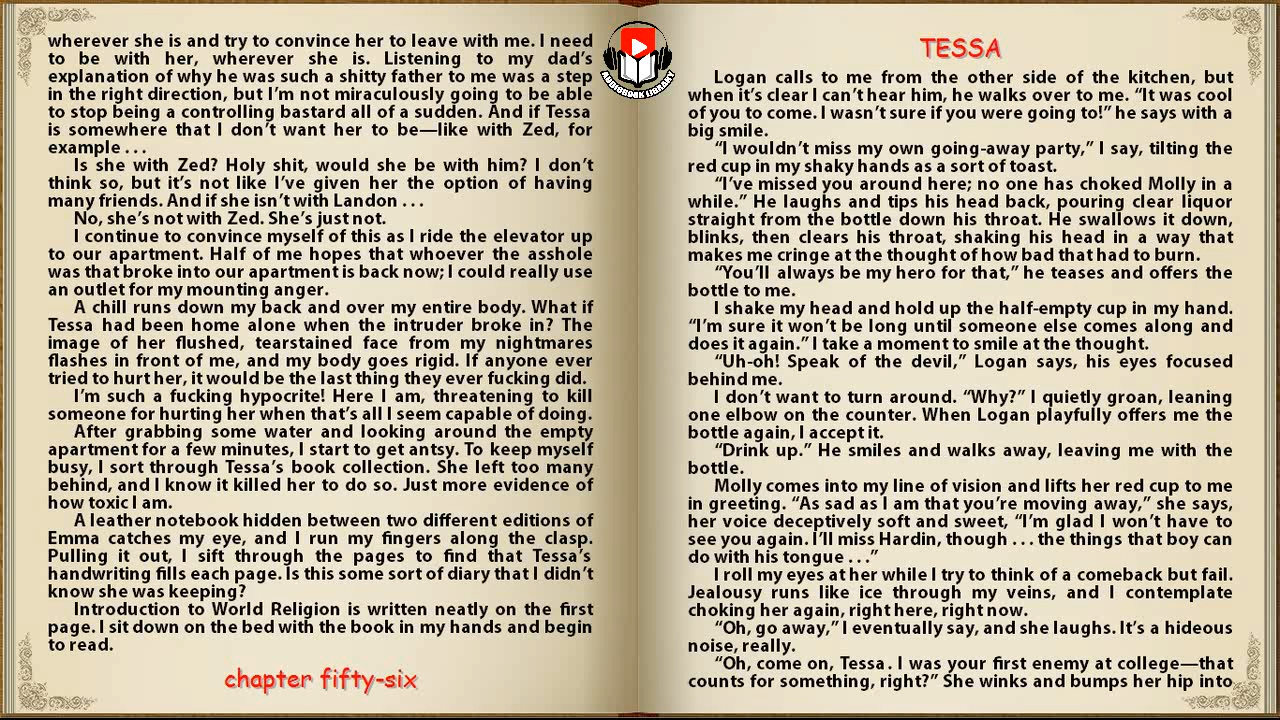 wherever she is and try to convince her to leave with me. I need
to be with her, wherever she is. Listening to my dad's
explanation of why he was such a shitty father to me was a step
in the right direction, but I'm not miraculously going to be able
to stop being a controlling bastard all of a sudden. And if Tessa
is somewhere that I don't want her to be—like with Zed, for
example . . .
Is she with Zed? Holy shit, would she be with him? I don't
think so, but it's not like I've given her the option of having
many friends. And if she isn't with Landon . . .
No, she's not with Zed. She's just not.
I continue to convince myself of this as I ride the elevator up
to our apartment. Half of me hopes that whoever the asshole
was that broke into our apartment is back now; I could really use
an outlet for my mounting anger.
A chill runs down my back and over my entire body. What if
Tessa had been home alone when the intruder broke in? The
image of her flushed, tearstained face from my nightmares
flashes in front of me, and my body goes rigid. If anyone ever
tried to hurt her, it would be the last thing they ever fucking did.
I'm such a fucking hypocrite! Here I am, threatening to kill
someone for hurting her when that's all I seem capable of doing.
After grabbing some water and looking around the empty
apartment for a few minutes, I start to get antsy. To keep myself
busy, I sort through Tessa's book collection. She left too many
behind, and I know it killed her to do so. Just more evidence of
how toxic I am.
A leather notebook hidden between two different editions of
Emma catches my eye, and I run my fingers along the clasp.
Pulling it out, I sift through the pages to find that Tessa's
handwriting fills each page. Is this some sort of diary that I didn't
know she was keeping?
Introduction to World Religion is written neatly on the first
page. I sit down on the bed with the book in my hands and begin
to read.
chapter fifty-six
AUDIOBOOK LIBRARY
TESSA
Logan calls to me from the other side of the kitchen, but
when it's clear I can't hear him, he walks over to me. "It was cool
of you to come. I wasn't sure if you were going to!" he says with a
big smile.
"I wouldn't miss my own going-away party," I say, tilting the
red cup in my shaky hands as a sort of toast.
"I've missed you around here; no one has choked Molly in a
while." He laughs and tips his head back, pouring clear liquor
straight from the bottle down his throat. He swallows it down,
blinks, then clears his throat, shaking his head in a way that
makes me cringe at the thought of how bad that had to burn.
"You'll always be my hero for that," he teases and offers the
bottle to me.
I shake my head and hold up the half-empty cup in my hand.
"I'm sure it won't be long until someone else comes along and
does it again." I take a moment to smile at the thought.
"Uh-oh! Speak of the devil," Logan says, his eyes focused
behind me.
I don't want to turn around. "Why?" I quietly groan, leaning
one elbow on the counter. When Logan playfully offers me the
bottle again, I accept it.
"Drink up." He smiles and walks away, leaving me with the
bottle.
Molly comes into my line of vision and lifts her red cup to me
in greeting. "As sad as I am that you're moving away," she says,
her voice deceptively soft and sweet, "I'm glad I won't have to
see you again. I'll miss Hardin, though . . . the things that boy can
do with his tongue . . ."
I roll my eyes at her while I try to think of a comeback but fail.
Jealousy runs like ice through my veins, and I contemplate
choking her again, right here, right now.
"Oh, go away," I eventually say, and she laughs. It's a hideous
noise, really.
"Oh, come on, Tessa. I was your first enemy at college—that
counts for something, right?" She winks and bumps her hip into